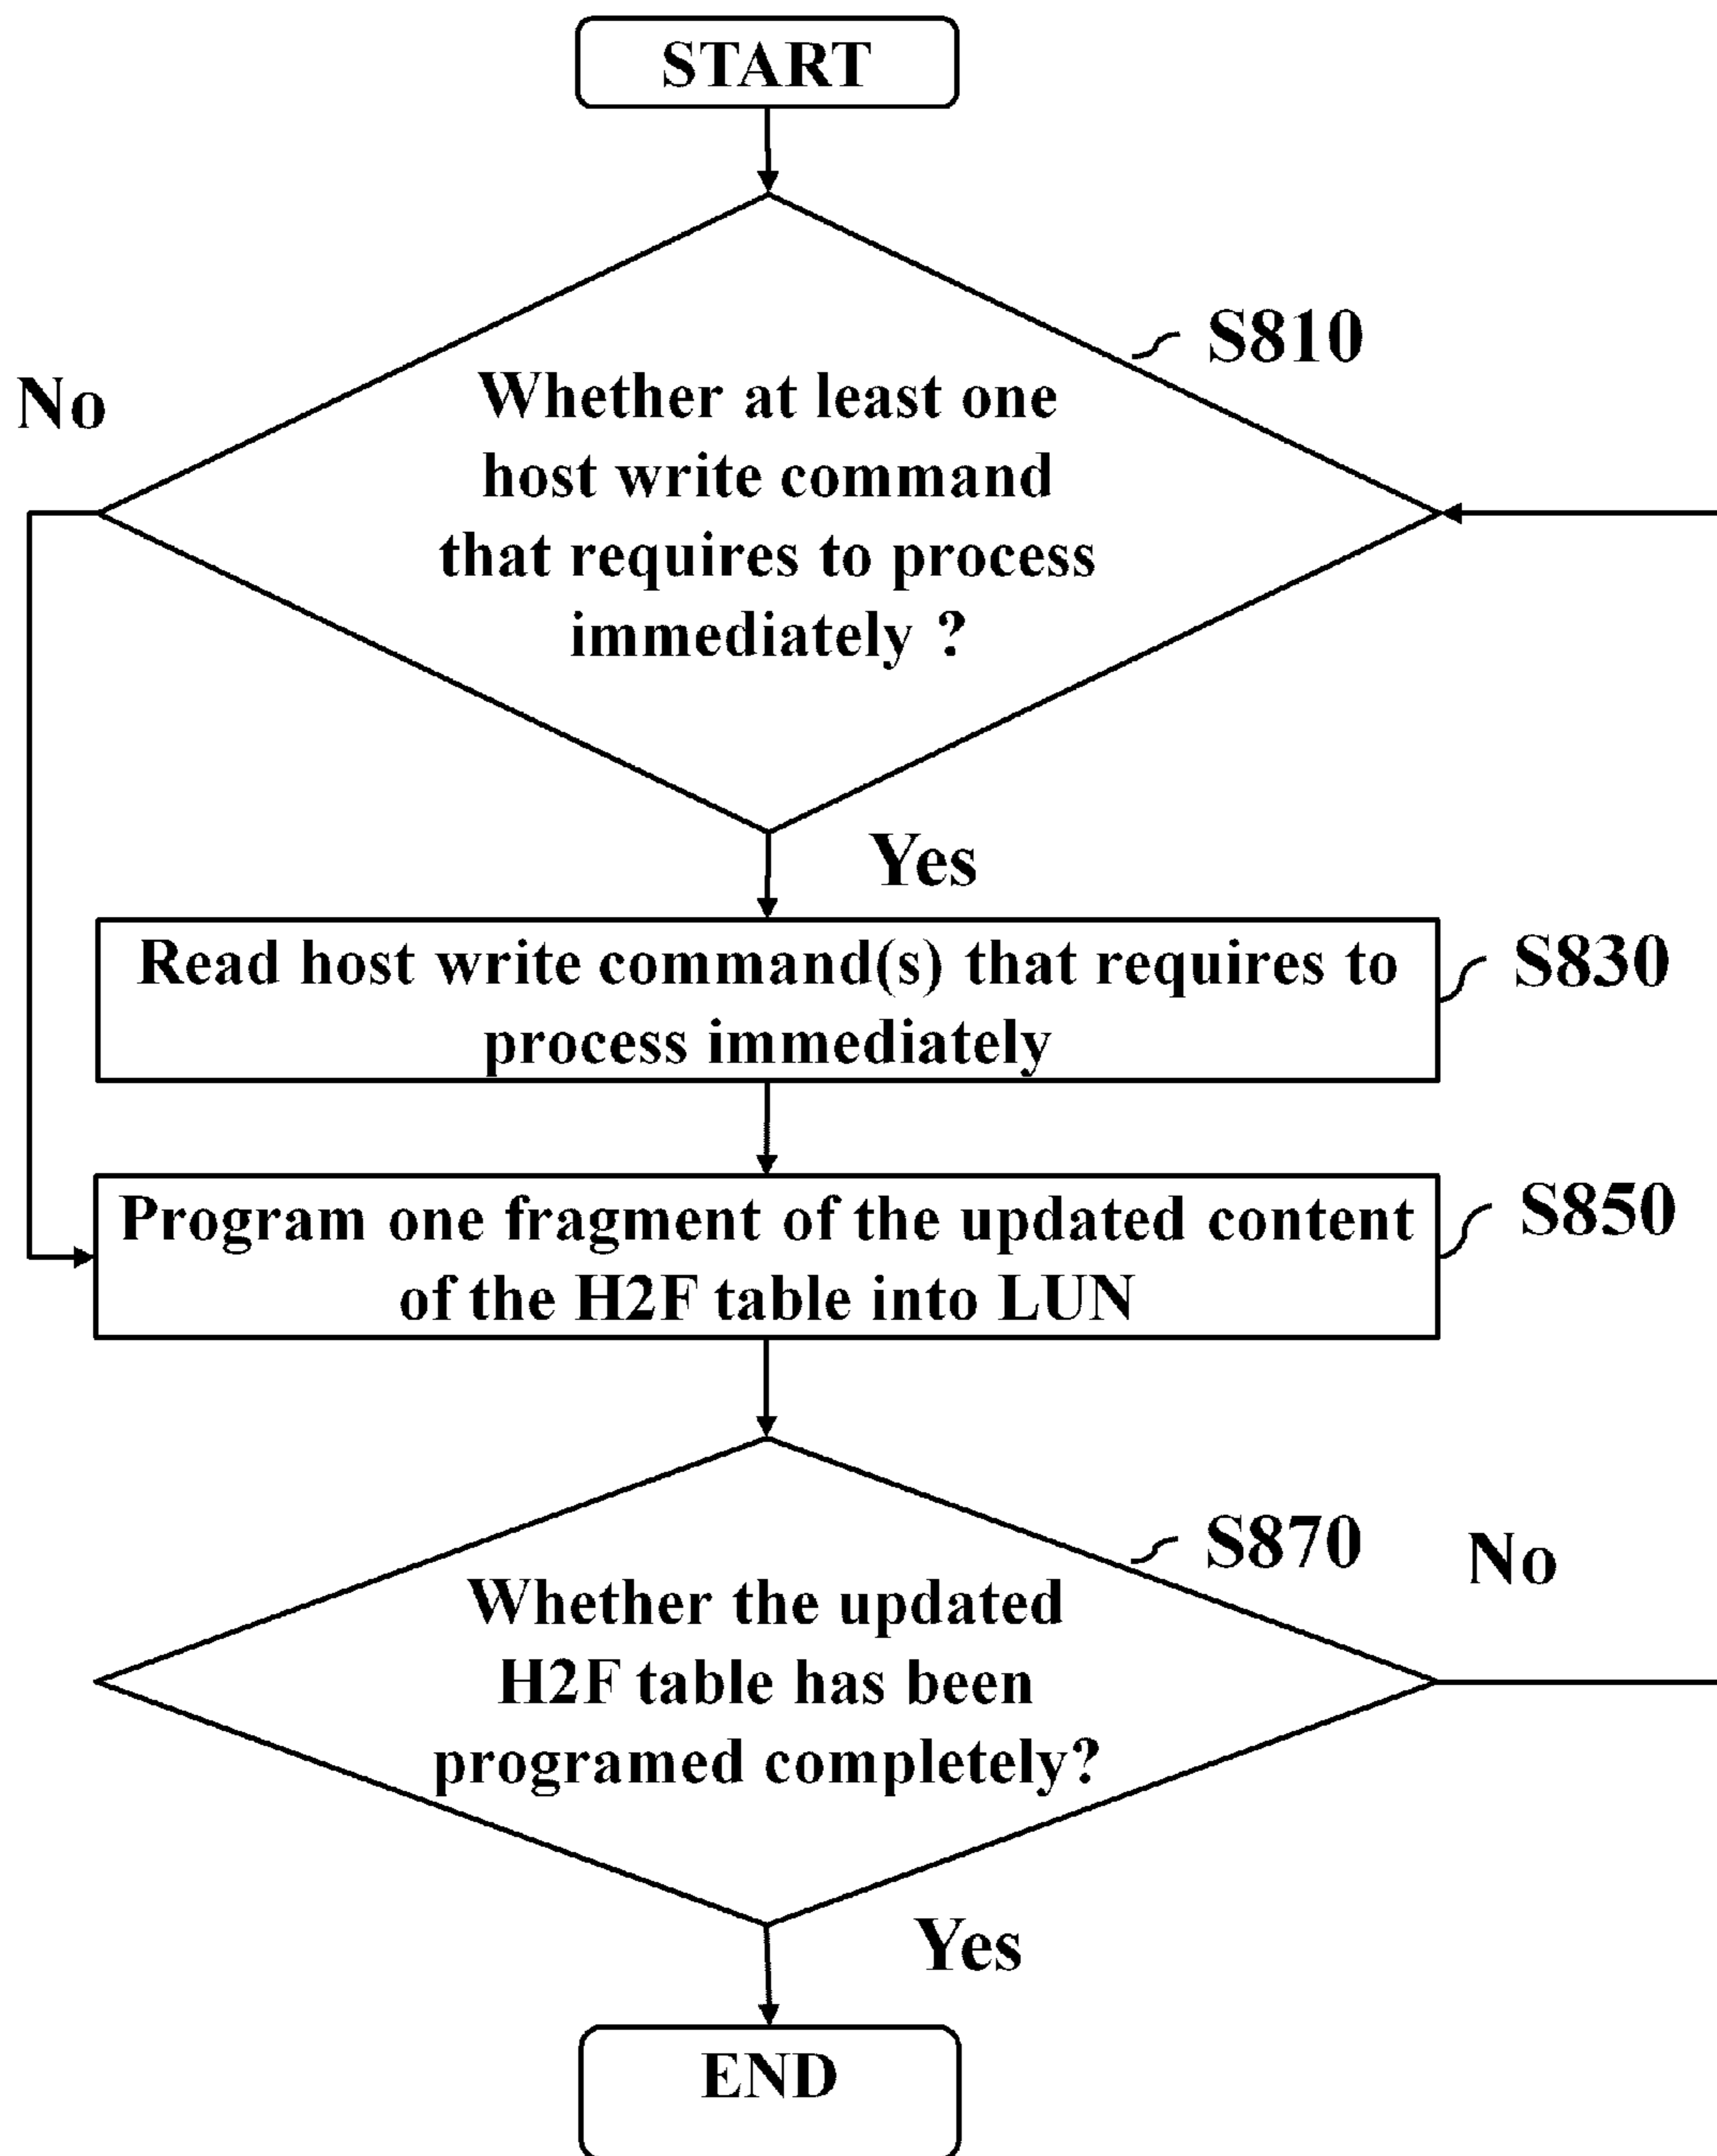 START
S810
No
Whether at least one
host write command
that requires to process
immediately ?
Yes
Read host write command(s) that requires to
process immediately
S830
Program one fragment of the updated content
of the H2F table into LUN
S850
S870
No
Whether the updated
H2F table has been
programed completely?
Yes
END